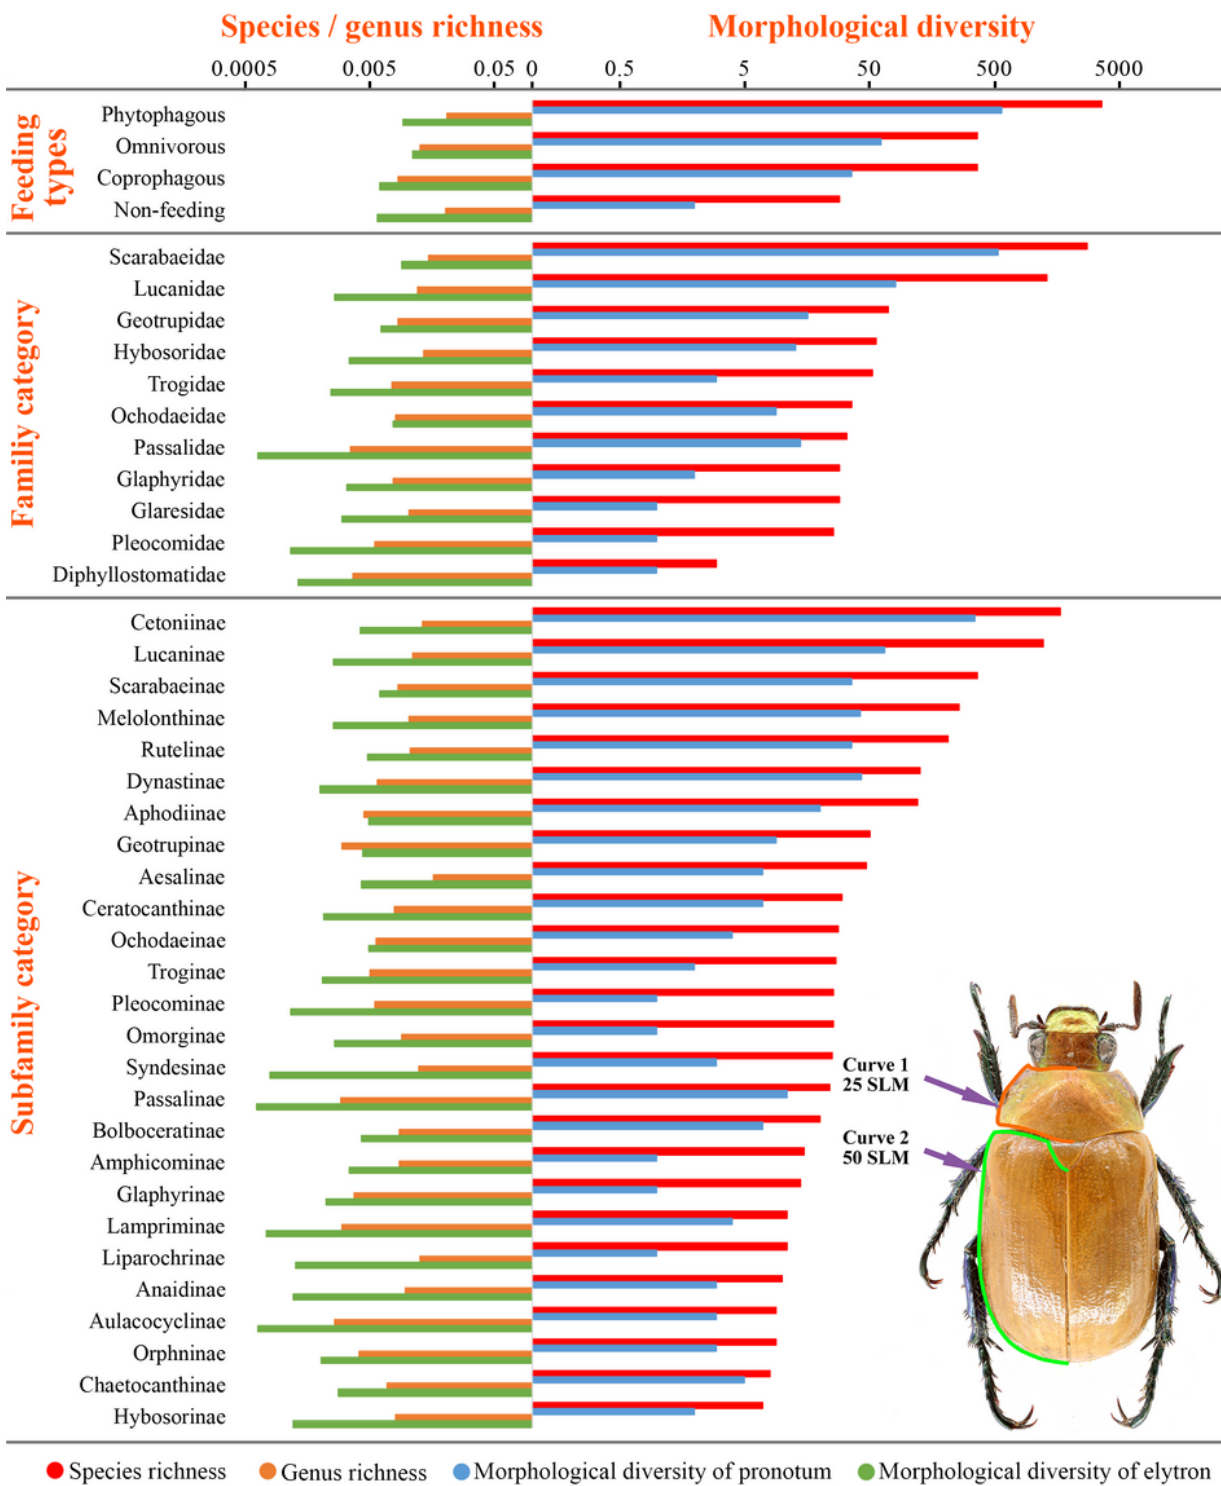 Species / genus richness
Morphological diversity
0.0005 0.005 0.05 0 0.5 5 50 500 5000
Feeding
types
Phytophagous
Omnivorous
Coprophagous
Non-feeding
Familiy category
Scarabaeidae
Lucanidae
Geotrupidae
Hybosoridae
Trogidae
Ochodaeidae
Passalidae
Glaphyridae
Glaresidae
Pleocomidae
Diphyllostomatidae
Subfamily category
Cetoniinae
Lucaninae
Scarabaeinae
Melolonthinae
Rutelinae
Dynastinae
Aphodiinae
Geotrupinae
Aesalinae
Ceratocanthinae
Ochodaeinae
Troginae
Pleocominae
Omorginae
Syndesinae
Passalinae
Bolboceratinae
Amphicominae
Glaphyrinae
Lampriminae
Liparochrinae
Anaidinae
Aulacocyclinae
Orphninae
Chaetocanthinae
Hybosorinae
Curve 1
25 SLM
Curve 2
50 SLM
Species richness
Genus richness
Morphological diversity of pronotum
Morphological diversity of elytron